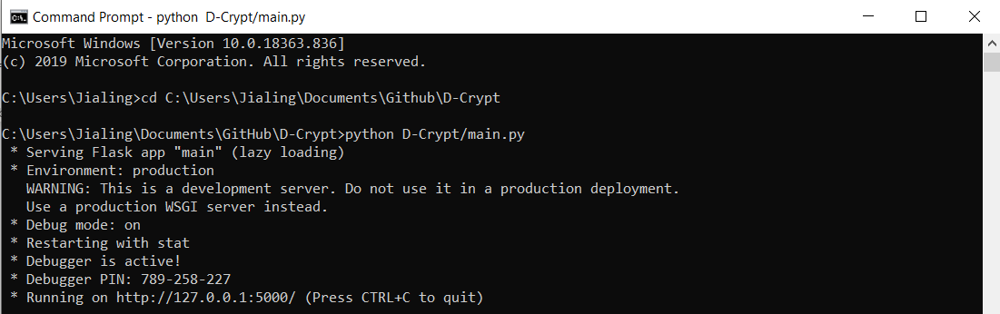 Command Prompt - python  D-Crypt/main.py
Microsoft Windows [Version 10.0.18363.836]
(c) 2019 Microsoft Corporation. All rights reserved.
C:\Users\Jialing>cd C:\Users\Jialing\Documents\Github\D-Crypt
C:\Users\Jialing\Documents\GitHub\D-Crypt>python D-Crypt/main.py
 * Serving Flask app "main" (lazy loading)
 * Environment: production
   WARNING: This is a development server. Do not use it in a production deployment.
   Use a production WSGI server instead.
 * Debug mode: on
 * Restarting with stat
 * Debugger is active!
 * Debugger PIN: 789-258-227
 * Running on http://127.0.0.1:5000/ (Press CTRL+C to quit)